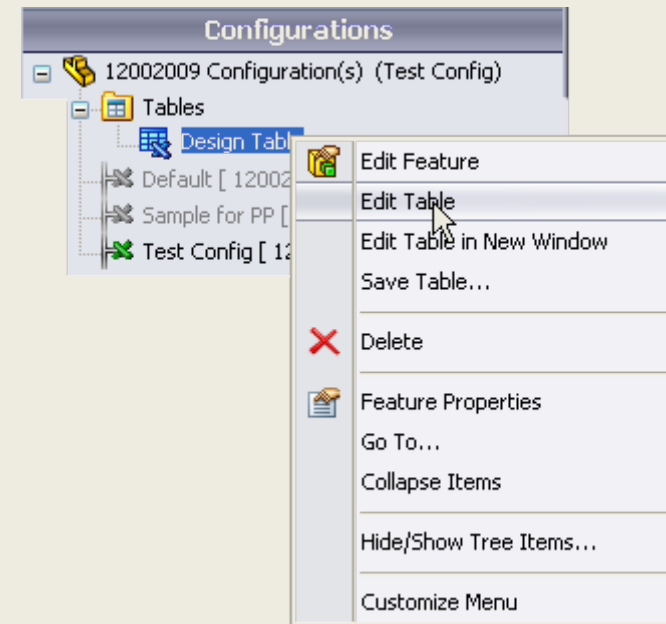 Configurations
12002009 Configuration(s) (Test Config)
Tables
Design Table
Default [ 12002
Sample for PP [
Test Config [ 12
Edit Feature
Edit Table
Edit Table in New Window
Save Table...
Delete
Feature Properties
Go To...
Collapse Items
Hide/Show Tree Items...
Customize Menu